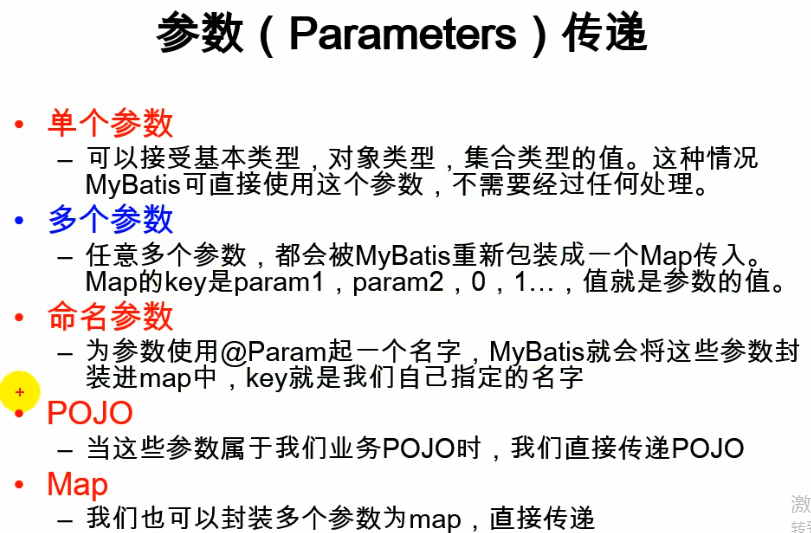 参数（Parameters）传递
• 单个参数
– 可以接受基本类型，对象类型，集合类型的值。这种情况
MyBatis可直接使用这个参数，不需要经过任何处理。
• 多个参数
– 任意多个参数，都会被MyBatis重新包装成一个Map传入。
Map的key是param1，param2，0，1…，值就是参数的值。
• 命名参数
– 为参数使用@Param起一个名字，MyBatis就会将这些参数封
装进map中，key就是我们自己指定的名字
• POJO
– 当这些参数属于我们业务POJO时，我们直接传递POJO
• Map
– 我们也可以封装多个参数为map，直接传递
激